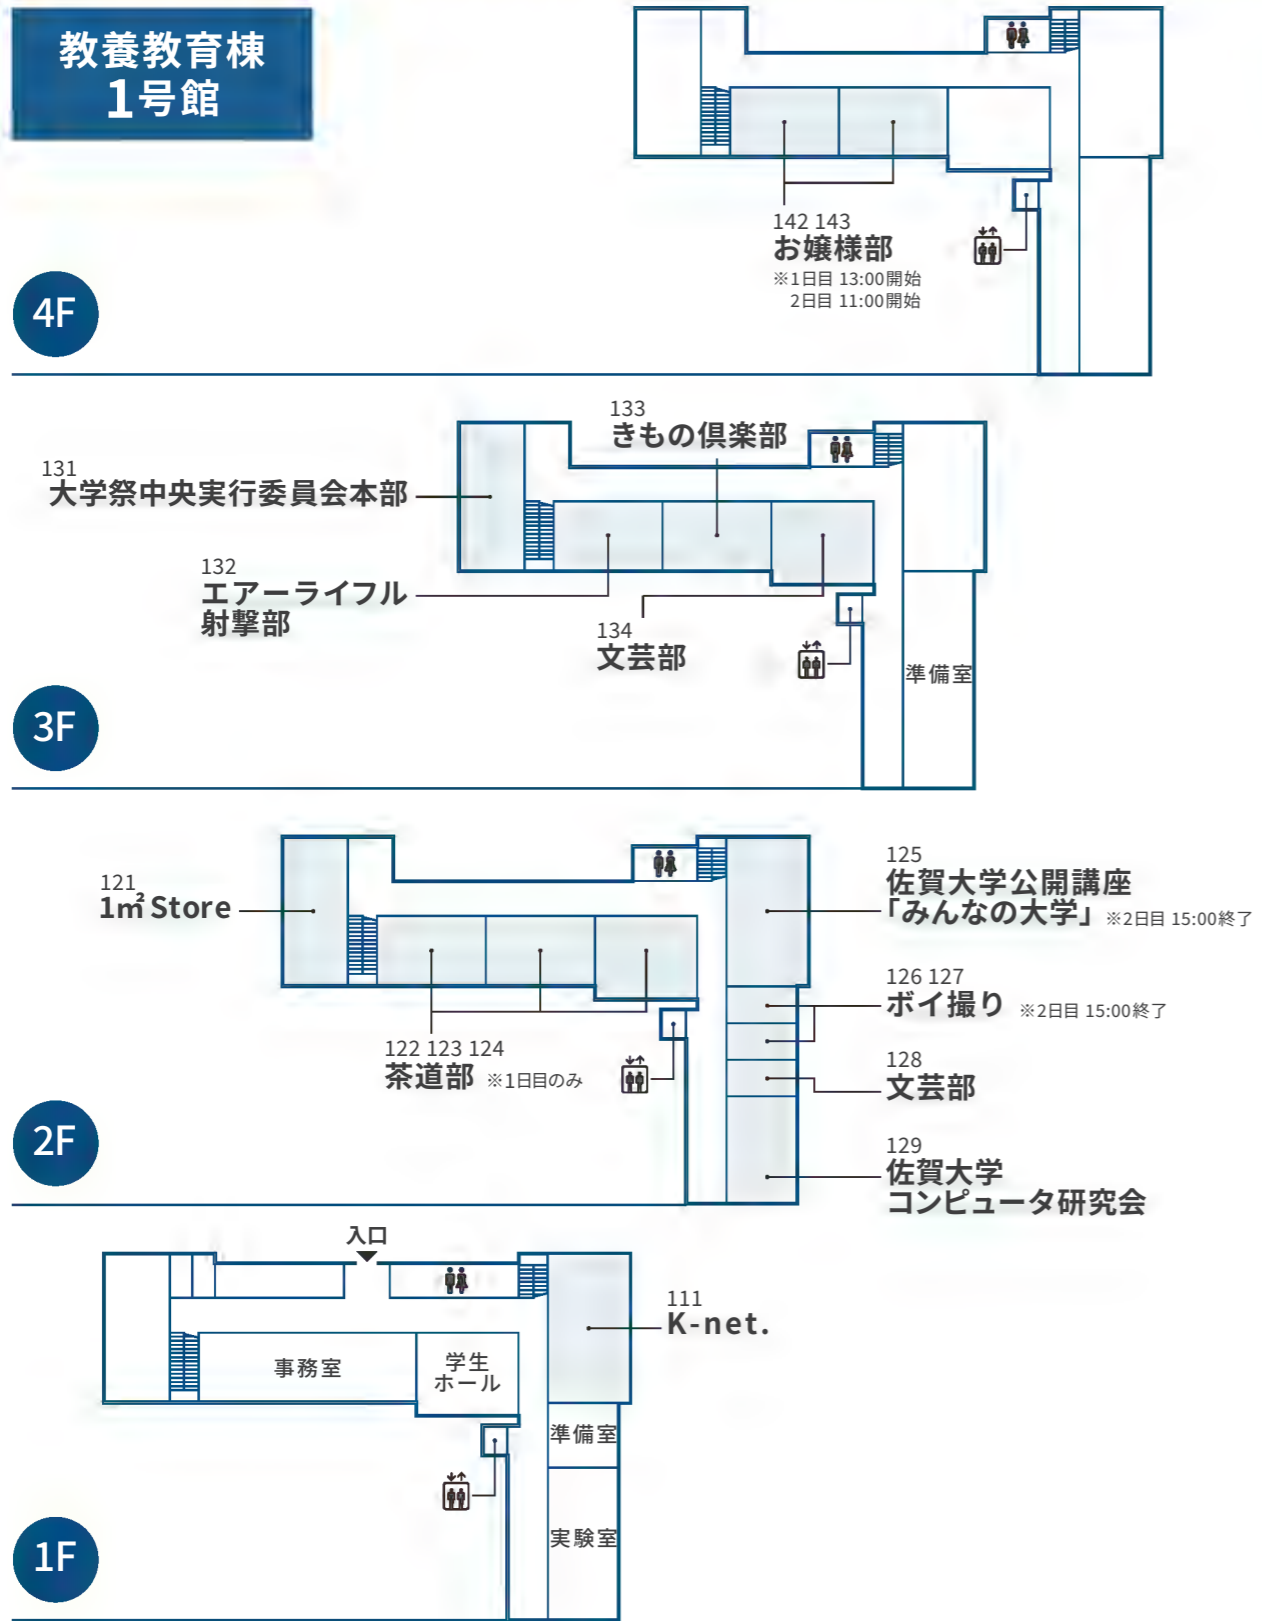 教養教育棟
1号館
142 143
お嬢様部
※1日目 13:00開始
2日目 11:00開始
4F
133
きもの倶楽部
131
大学祭中央実行委員会本部
132
エアーライフル
射撃部
134
文芸部
準備室
3F
121
1㎡ Store
125
佐賀大学公開講座
「みんなの大学」 ※2日目 15:00終了
126 127
ボイ撮り ※2日目 15:00終了
122 123 124
茶道部 ※1日目のみ
128
文芸部
129
佐賀大学
コンピュータ研究会
2F
入口
111
K-net.
事務室
学生
ホール
準備室
実験室
1F